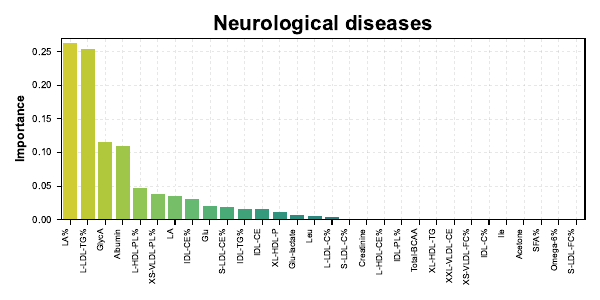 Neurological diseases
Importance
0.25
0.20
0.15
0.10
0.05
0.00
LA%
L-LDL-TG%
GlycA
Albumin
L-HDL-PL%
XS-VLDL-PL%
LA
IDL-CE%
Glu
S-LDL-CE%
IDL-TG%
IDL-CE
XL-HDL-P
Glu-lactate
Leu
L-LDL-C%
S-LDL-C%
Creatinine
L-HDL-CE%
IDL-PL%
Total-BCAA
XL-HDL-TG
XXL-VLDL-CE
XS-VLDL-FC%
IDL-C%
Ile
Acetone
SFA%
Omega-6%
S-LDL-FC%